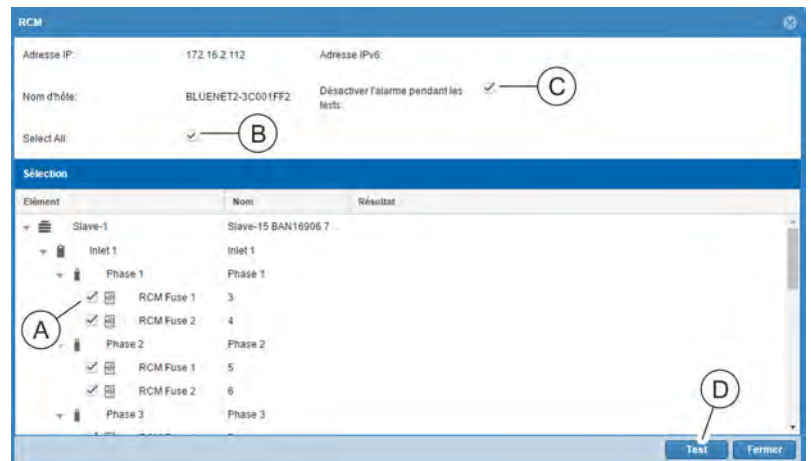 RCM
Adresse IP: 172.16.2.112 Adresse IPv6:
Nom d'hôte: BLUENET2-3C001FF2 Désactiver l'alarme pendant les tests:
C
Select All: B
Sélection
Elément Nom Résultat
Slave-1 Slave-15 BAN16906 7...
Inlet 1 Inlet 1
Phase 1 Phase 1
RCM Fuse 1 3
A
RCM Fuse 2 4
Phase 2 Phase 2
RCM Fuse 1 5
RCM Fuse 2 6
D
Phase 3 Phase 3
Test Fermer